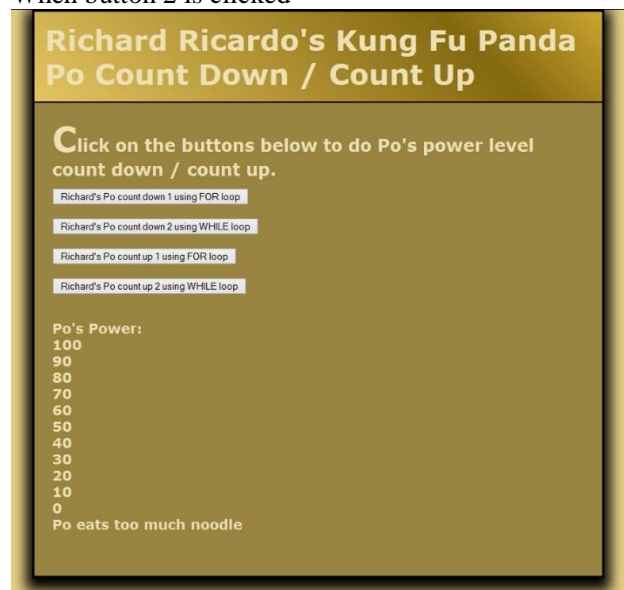 When button 2 is clicked
Richard Ricardo's Kung Fu Panda
Po Count Down / Count Up
Click on the buttons below to do Po's power level
count down / count up.
Richard's Po count down 1 using FOR loop
Richard's Po count down 2 using WHILE loop
Richard's Po count up 1 using FOR loop
Richard's Po count up 2 using WHILE loop
Po's Power:
100
90
80
70
60
50
40
30
20
10
0
Po eats too much noodle